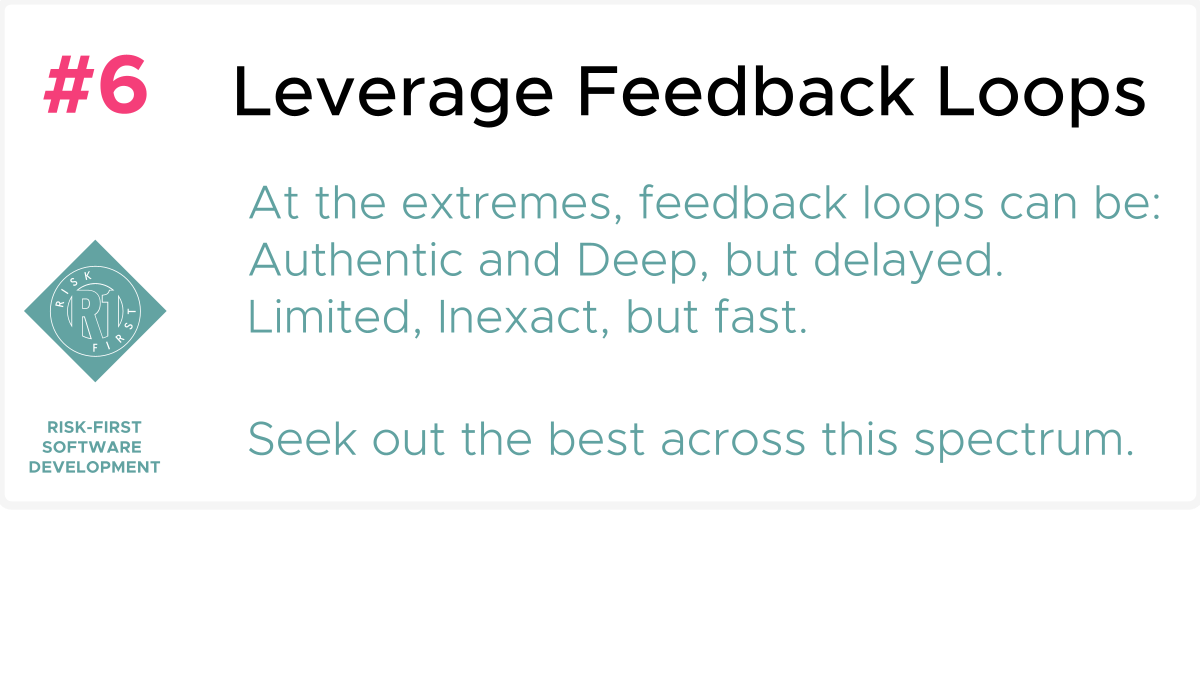 #6 Leverage Feedback Loops
At the extremes, feedback loops can be:
Authentic and Deep, but delayed.
Limited, Inexact, but fast.
Seek out the best across this spectrum.
RISK
R1
FIRST
RISK-FIRST
SOFTWARE
DEVELOPMENT